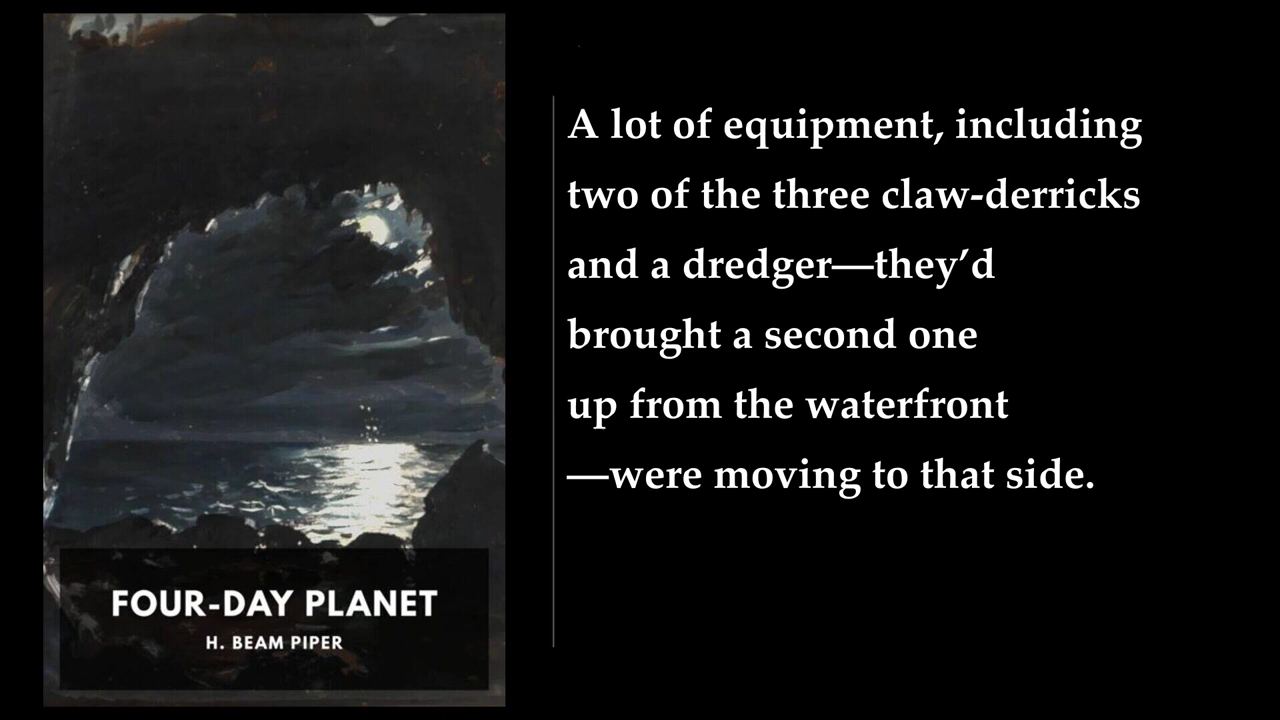 FOUR-DAY PLANET
H. BEAM PIPER
A lot of equipment, including
two of the three claw-derricks
and a dredger—they’d
brought a second one
up from the waterfront
—were moving to that side.